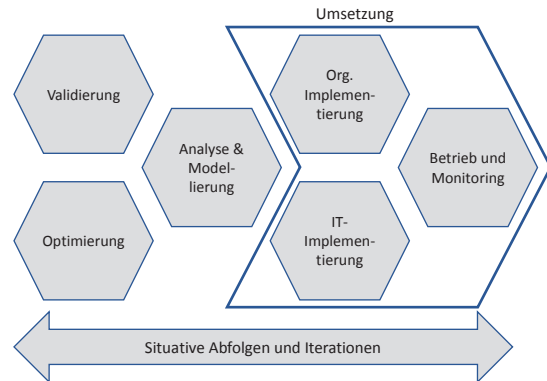 Umsetzung
Validierung
Org.
Implemen-
tierung
Analyse &
Model-
lierung
Betrieb und
Monitoring
Optimierung
IT-
Implemen-
tierung
Situative Abfolgen und Iterationen